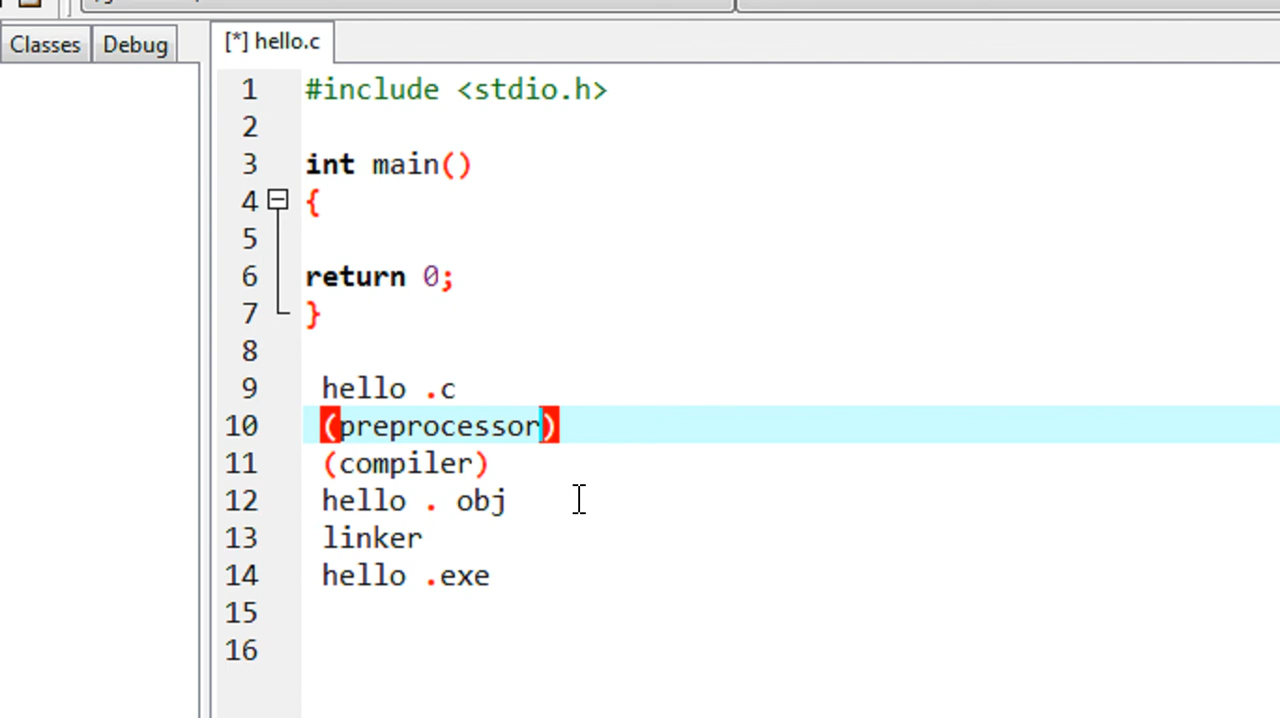 Classes Debug [*] hello.c
1 #include <stdio.h>
2
3 int main()
4 {
5
6 return 0;
7 }
8
9 hello .c
10 (preprocessor)
11 (compiler)
12 hello . obj
13 linker
14 hello .exe
15
16